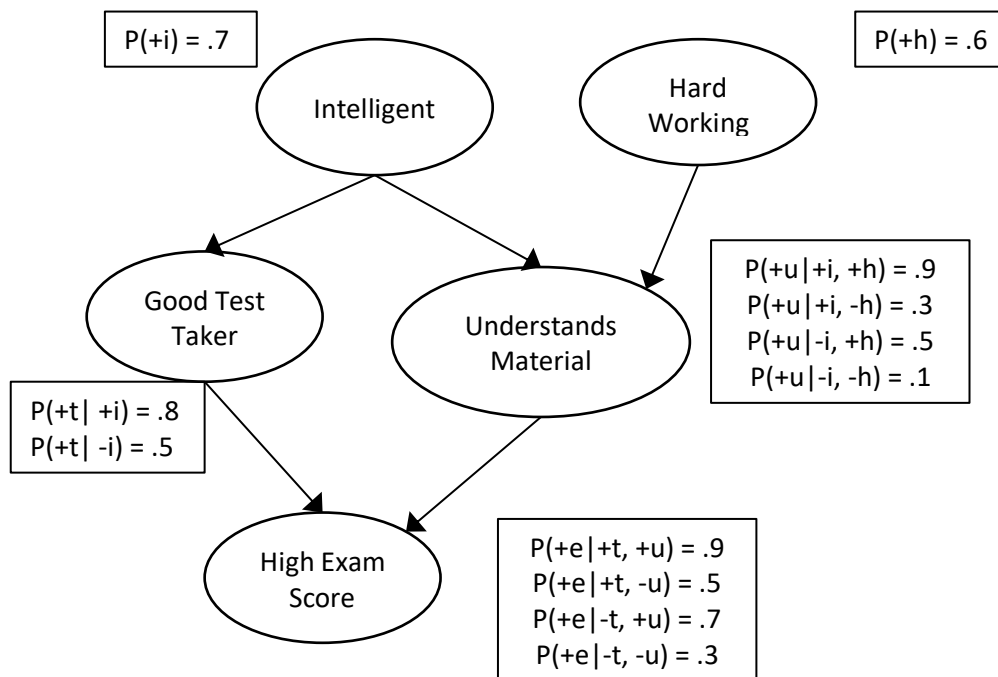 P(+i) = .7
P(+h) = .6
Intelligent
Hard
Working
Good Test
Taker
Understands
Material
P(+u|+i, +h) = .9
P(+u|+i, -h) = .3
P(+u|-i, +h) = .5
P(+u|-i, -h) = .1
P(+t| +i) = .8
P(+t| -i) = .5
High Exam
Score
P(+e|+t, +u) = .9
P(+e|+t, -u) = .5
P(+e|-t, +u) = .7
P(+e|-t, -u) = .3